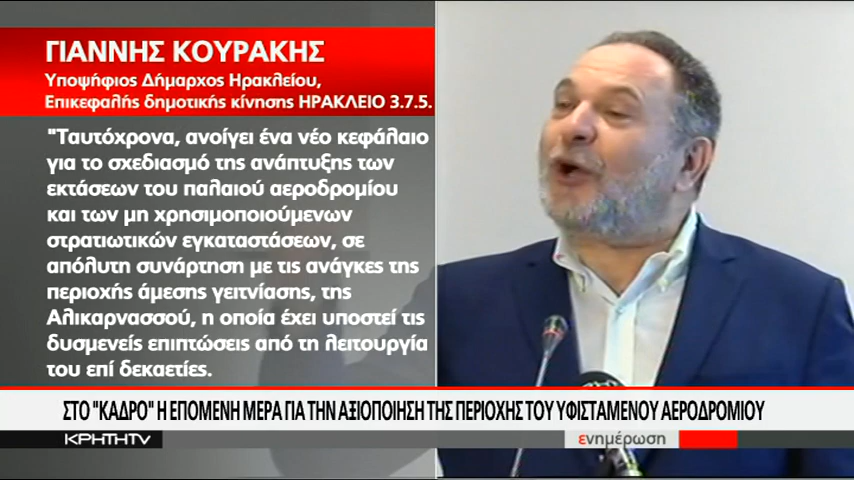 ΓΙΑΝΝΗΣ ΚΟΥΡΑΚΗΣ
Υποψήφιος Δήμαρχος Ηρακλείου,
Επικεφαλής δημοτικής κίνησης ΗΡΑΚΛΕΙΟ 3.7.5.
"Ταυτόχρονα, ανοίγει ένα νέο κεφάλαιο
για το σχεδιασμό της ανάπτυξης των
εκτάσεων του παλαιού αεροδρομίου
και των μη χρησιμοποιούμενων
στρατιωτικών εγκαταστάσεων, σε
απόλυτη συνάρτηση με τις ανάγκες της
περιοχής άμεσης γειτνίασης, της
Αλικαρνασσού, η οποία έχει υποστεί τις
δυσμενείς επιπτώσεις από τη λειτουργία
του επί δεκαετίες.
ΣΤΟ "ΚΑΔΡΟ" Η ΕΠΟΜΕΝΗ ΜΕΡΑ ΓΙΑ ΤΗΝ ΑΞΙΟΠΟΙΗΣΗ ΤΗΣ ΠΕΡΙΟΧΗΣ ΤΟΥ ΥΦΙΣΤΑΜΕΝΟΥ ΑΕΡΟΔΡΟΜΙΟΥ
ΚΡΗΤΗTV
ενημέρωση